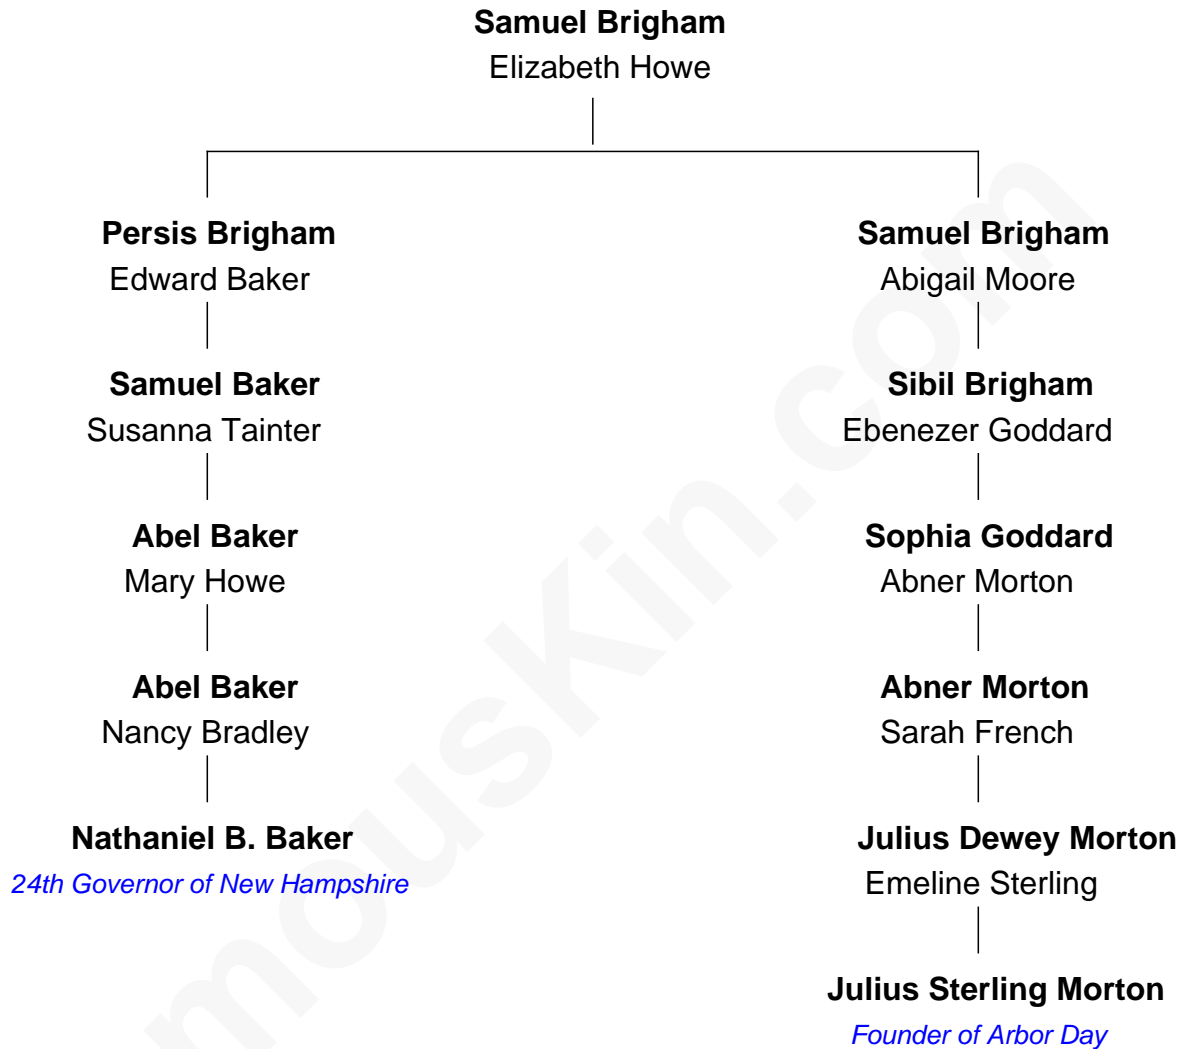 Samuel Brigham
Elizabeth Howe
Persis Brigham
Edward Baker
Samuel Brigham
Abigail Moore
Samuel Baker
Susanna Tainter
Sibil Brigham
Ebenezer Goddard
Abel Baker
Mary Howe
Sophia Goddard
Abner Morton
Abel Baker
Nancy Bradley
Abner Morton
Sarah French
Nathaniel B. Baker
24th Governor of New Hampshire
Julius Dewey Morton
Emeline Sterling
Julius Sterling Morton
Founder of Arbor Day
mousKin.com